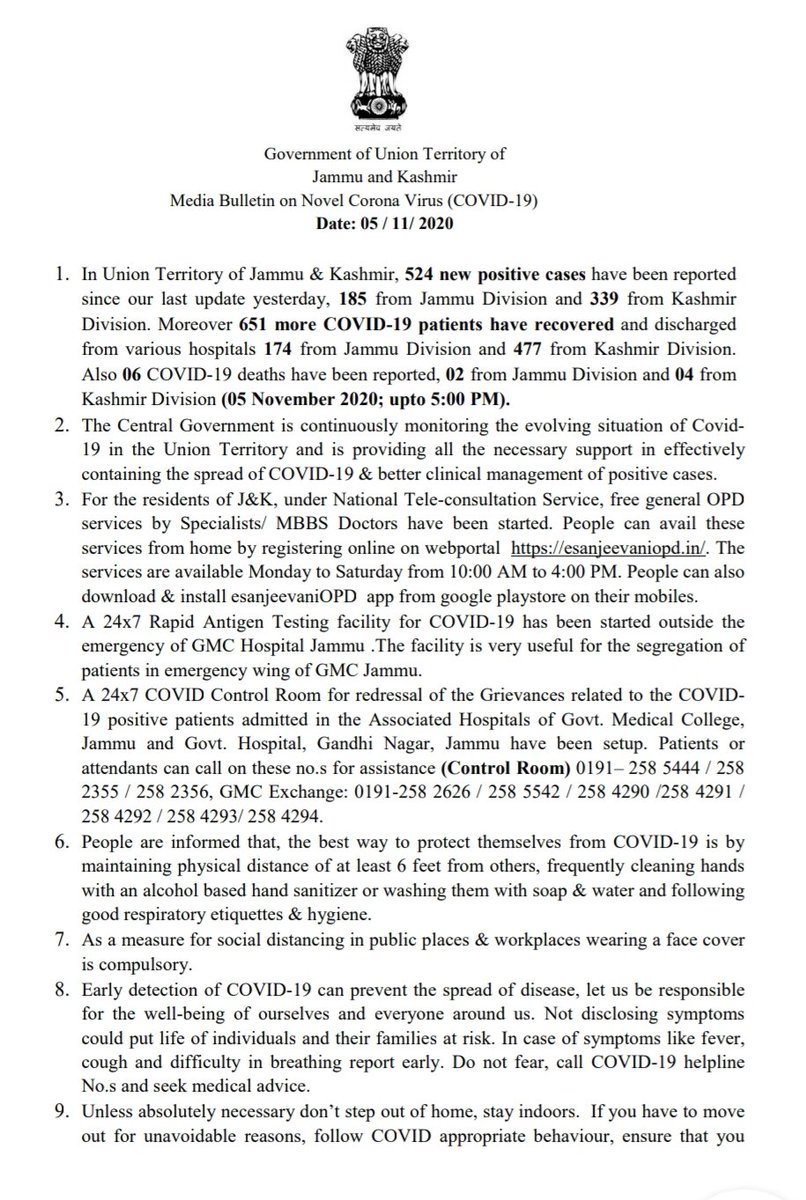 सत्यमेव जयते
Government of Union Territory of
Jammu and Kashmir
Media Bulletin on Novel Corona Virus (COVID-19)
Date: 05 / 11/ 2020
1. In Union Territory of Jammu & Kashmir, 524 new positive cases have been reported
since our last update yesterday, 185 from Jammu Division and 339 from Kashmir
Division. Moreover 651 more COVID-19 patients have recovered and discharged
from various hospitals 174 from Jammu Division and 477 from Kashmir Division.
Also 06 COVID-19 deaths have been reported, 02 from Jammu Division and 04 from
Kashmir Division (05 November 2020; upto 5:00 PM).
2. The Central Government is continuously monitoring the evolving situation of Covid-
19 in the Union Territory and is providing all the necessary support in effectively
containing the spread of COVID-19 & better clinical management of positive cases.
3. For the residents of J&K, under National Tele-consultation Service, free general OPD
services by Specialists/ MBBS Doctors have been started. People can avail these
services from home by registering online on webportal https://esanjeevaniopd.in/. The
services are available Monday to Saturday from 10:00 AM to 4:00 PM. People can also
download & install esanjeevaniOPD app from google playstore on their mobiles.
4. A 24x7 Rapid Antigen Testing facility for COVID-19 has been started outside the
emergency of GMC Hospital Jammu .The facility is very useful for the segregation of
patients in emergency wing of GMC Jammu.
5. A 24x7 COVID Control Room for redressal of the Grievances related to the COVID-
19 positive patients admitted in the Associated Hospitals of Govt. Medical College,
Jammu and Govt. Hospital, Gandhi Nagar, Jammu have been setup. Patients or
attendants can call on these no.s for assistance (Control Room) 0191– 258 5444 / 258
2355 / 258 2356, GMC Exchange: 0191-258 2626 / 258 5542 / 258 4290 /258 4291 /
258 4292 / 258 4293/ 258 4294.
6. People are informed that, the best way to protect themselves from COVID-19 is by
maintaining physical distance of at least 6 feet from others, frequently cleaning hands
with an alcohol based hand sanitizer or washing them with soap & water and following
good respiratory etiquettes & hygiene.
7. As a measure for social distancing in public places & workplaces wearing a face cover
is compulsory.
8. Early detection of COVID-19 can prevent the spread of disease, let us be responsible
for the well-being of ourselves and everyone around us. Not disclosing symptoms
could put life of individuals and their families at risk. In case of symptoms like fever,
cough and difficulty in breathing report early. Do not fear, call COVID-19 helpline
No.s and seek medical advice.
9. Unless absolutely necessary don’t step out of home, stay indoors. If you have to move
out for unavoidable reasons, follow COVID appropriate behaviour, ensure that you